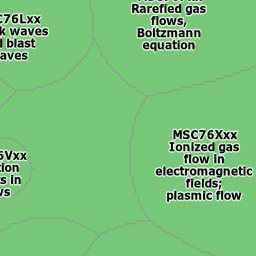 C76Lxx
k waves
d blast
aves
Rarefied gas
flows,
Boltzmann
equation
MSC76Xxx
Ionized gas
flow in
electromagnetic
fields;
plasmic flow
5Vxx
tion
s in
ws